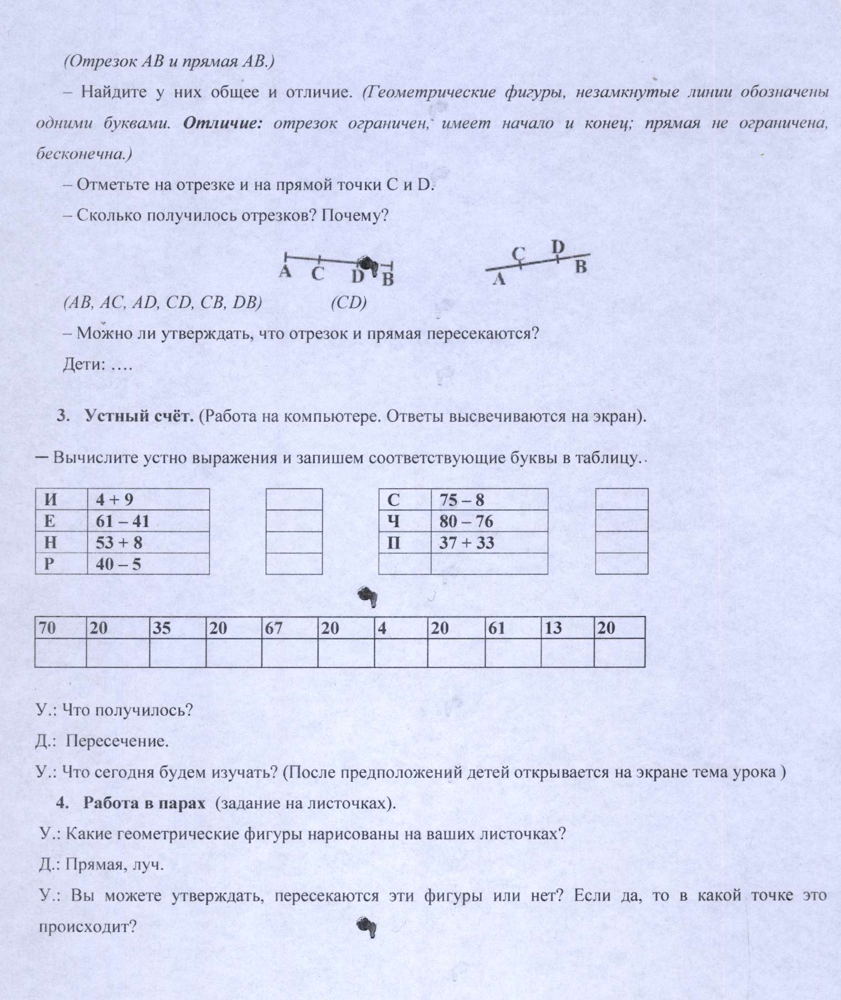 (Отрезок АВ и прямая АВ.)
– Найдите у них общее и отличие. (Геометрические фигуры, незамкнутые линии обозначены
одними буквами. Отличие: отрезок ограничен, имеет начало и конец; прямая не ограничена,
бесконечна.)
– Отметьте на отрезке и на прямой точки С и D.
– Сколько получилось отрезков? Почему?
A C D B
A C D B
(AB, AC, AD, CD, CB, DB) (CD)
– Можно ли утверждать, что отрезок и прямая пересекаются?
Дети: ….
3. Устный счёт. (Работа на компьютере. Ответы высвечиваются на экран).
— Вычислите устно выражения и запишем соответствующие буквы в таблицу..
И 4 + 9 С 75 – 8
Е 61 – 41 Ч 80 – 76
Н 53 + 8 П 37 + 33
Р 40 – 5
70 20 35 20 67 20 4 20 61 13 20
У.: Что получилось?
Д.: Пересечение.
У.: Что сегодня будем изучать? (После предположений детей открывается на экране тема урока )
4. Работа в парах (задание на листочках).
У.: Какие геометрические фигуры нарисованы на ваших листочках?
Д.: Прямая, луч.
У.: Вы можете утверждать, пересекаются эти фигуры или нет? Если да, то в какой точке это
происходит?